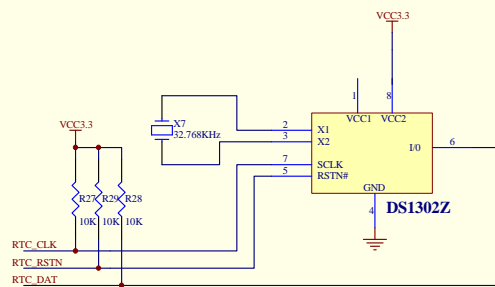 VCC3.3
1
8
VCC1 VCC2
X7
32.768KHz
2
X1
3
X2
I/0
6
VCC3.3
7
SCLK
5
RSTN#
GND
R27 R29 R28
4
DS1302Z
10K 10K 10K
RTC_CLK
RTC_RSTN
RTC_DAT